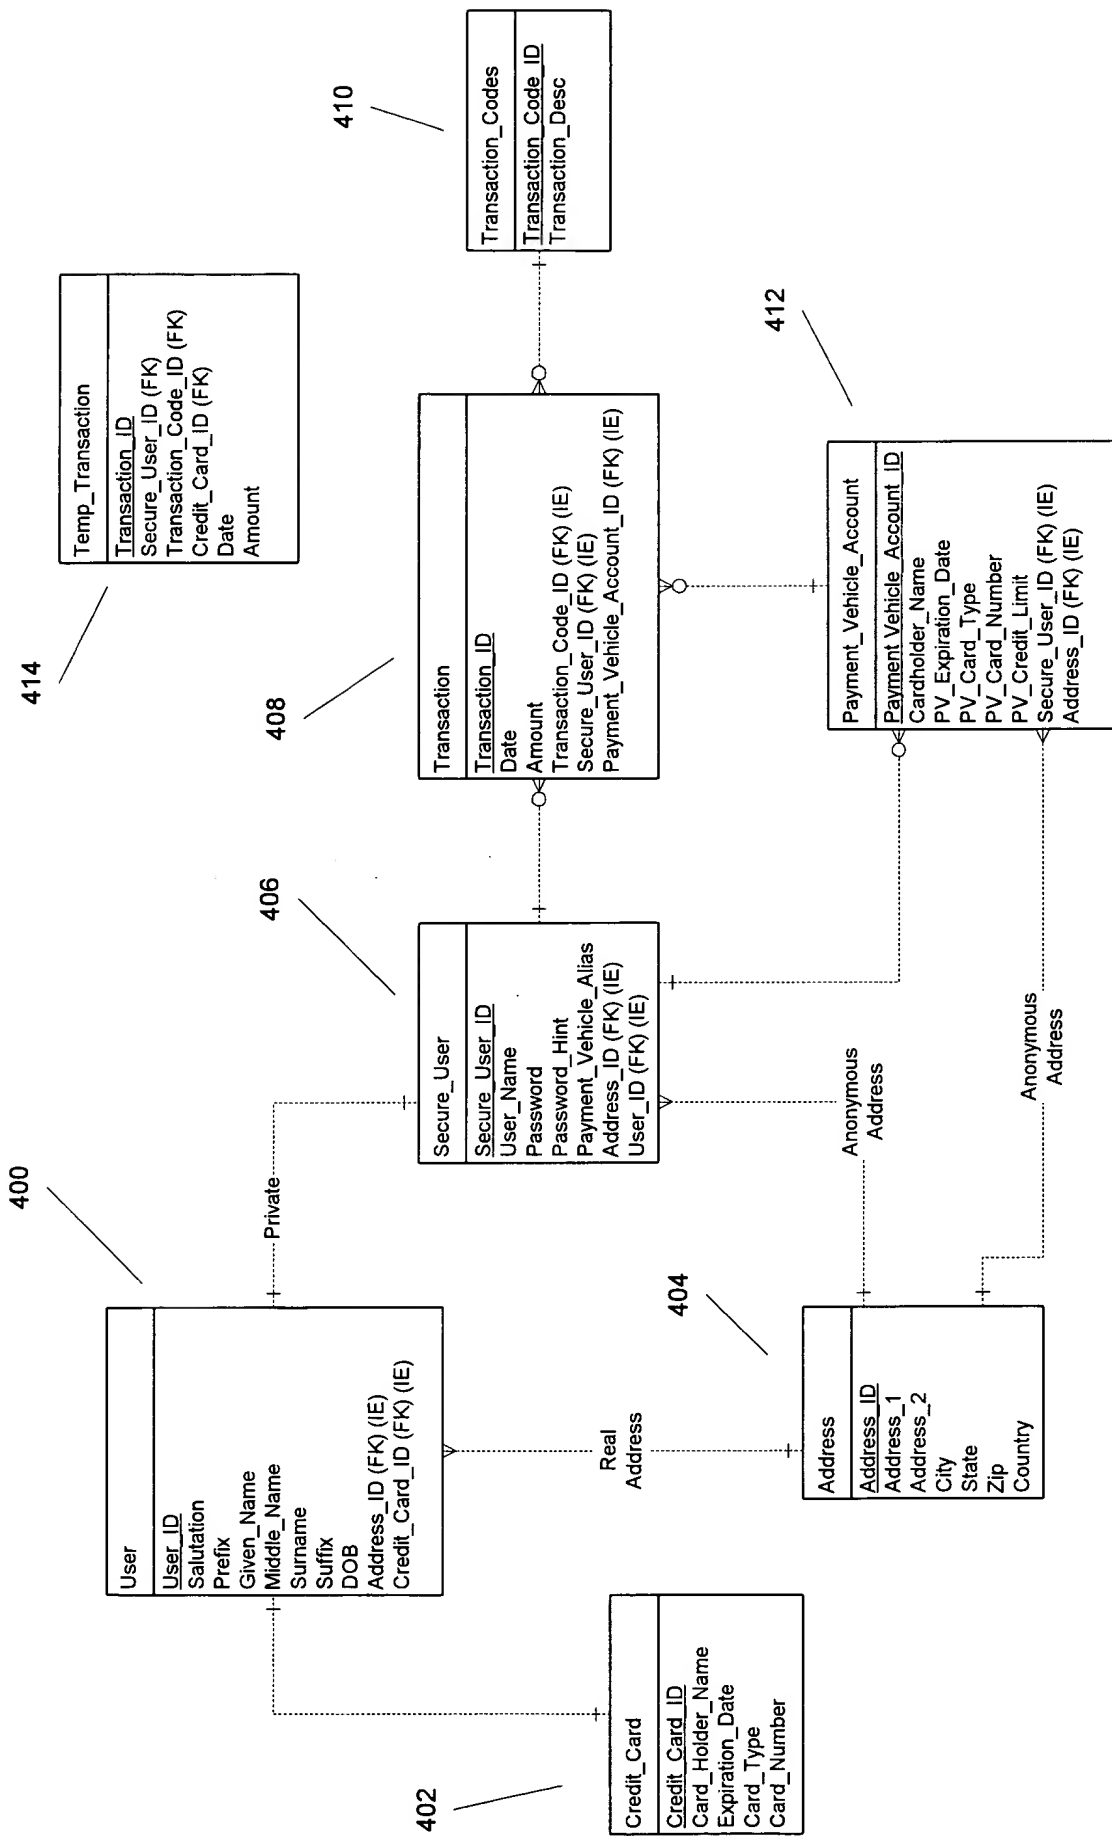 400
User
User_ID
Salutation
Prefix
Given_Name
Middle_Name
Surname
Suffix
DOB
Address_ID (FK) (IE)
Credit_Card_ID (FK) (IE)
402
Credit_Card
Credit_Card_ID
Card_Holder_Name
Expiration_Date
Card_Type
Card_Number
Private
Real
Address
404
Address
Address_ID
Address_1
Address_2
City
State
Zip
Country
Anonymous
Address
Anonymous
Address
406
Secure_User
Secure_User_ID
User_Name
Password
Password_Hint
Payment_Vehicle_Alias
Address_ID (FK) (IE)
User_ID (FK) (IE)
408
Transaction
Transaction_ID
Date
Amount
Transaction_Code_ID (FK) (IE)
Secure_User_ID (FK) (IE)
Payment_Vehicle_Account_ID (FK) (IE)
414
Temp_Transaction
Transaction_ID
Secure_User_ID (FK)
Transaction_Code_ID (FK)
Credit_Card_ID (FK)
Date
Amount
410
Transaction_Codes
Transaction_Code_ID
Transaction_Desc
412
Payment_Vehicle_Account
Payment_Vehicle_Account_ID
Cardholder_Name
PV_Expiration_Date
PV_Card_Type
PV_Card_Number
PV_Credit_Limit
Secure_User_ID (FK) (IE)
Address_ID (FK) (IE)